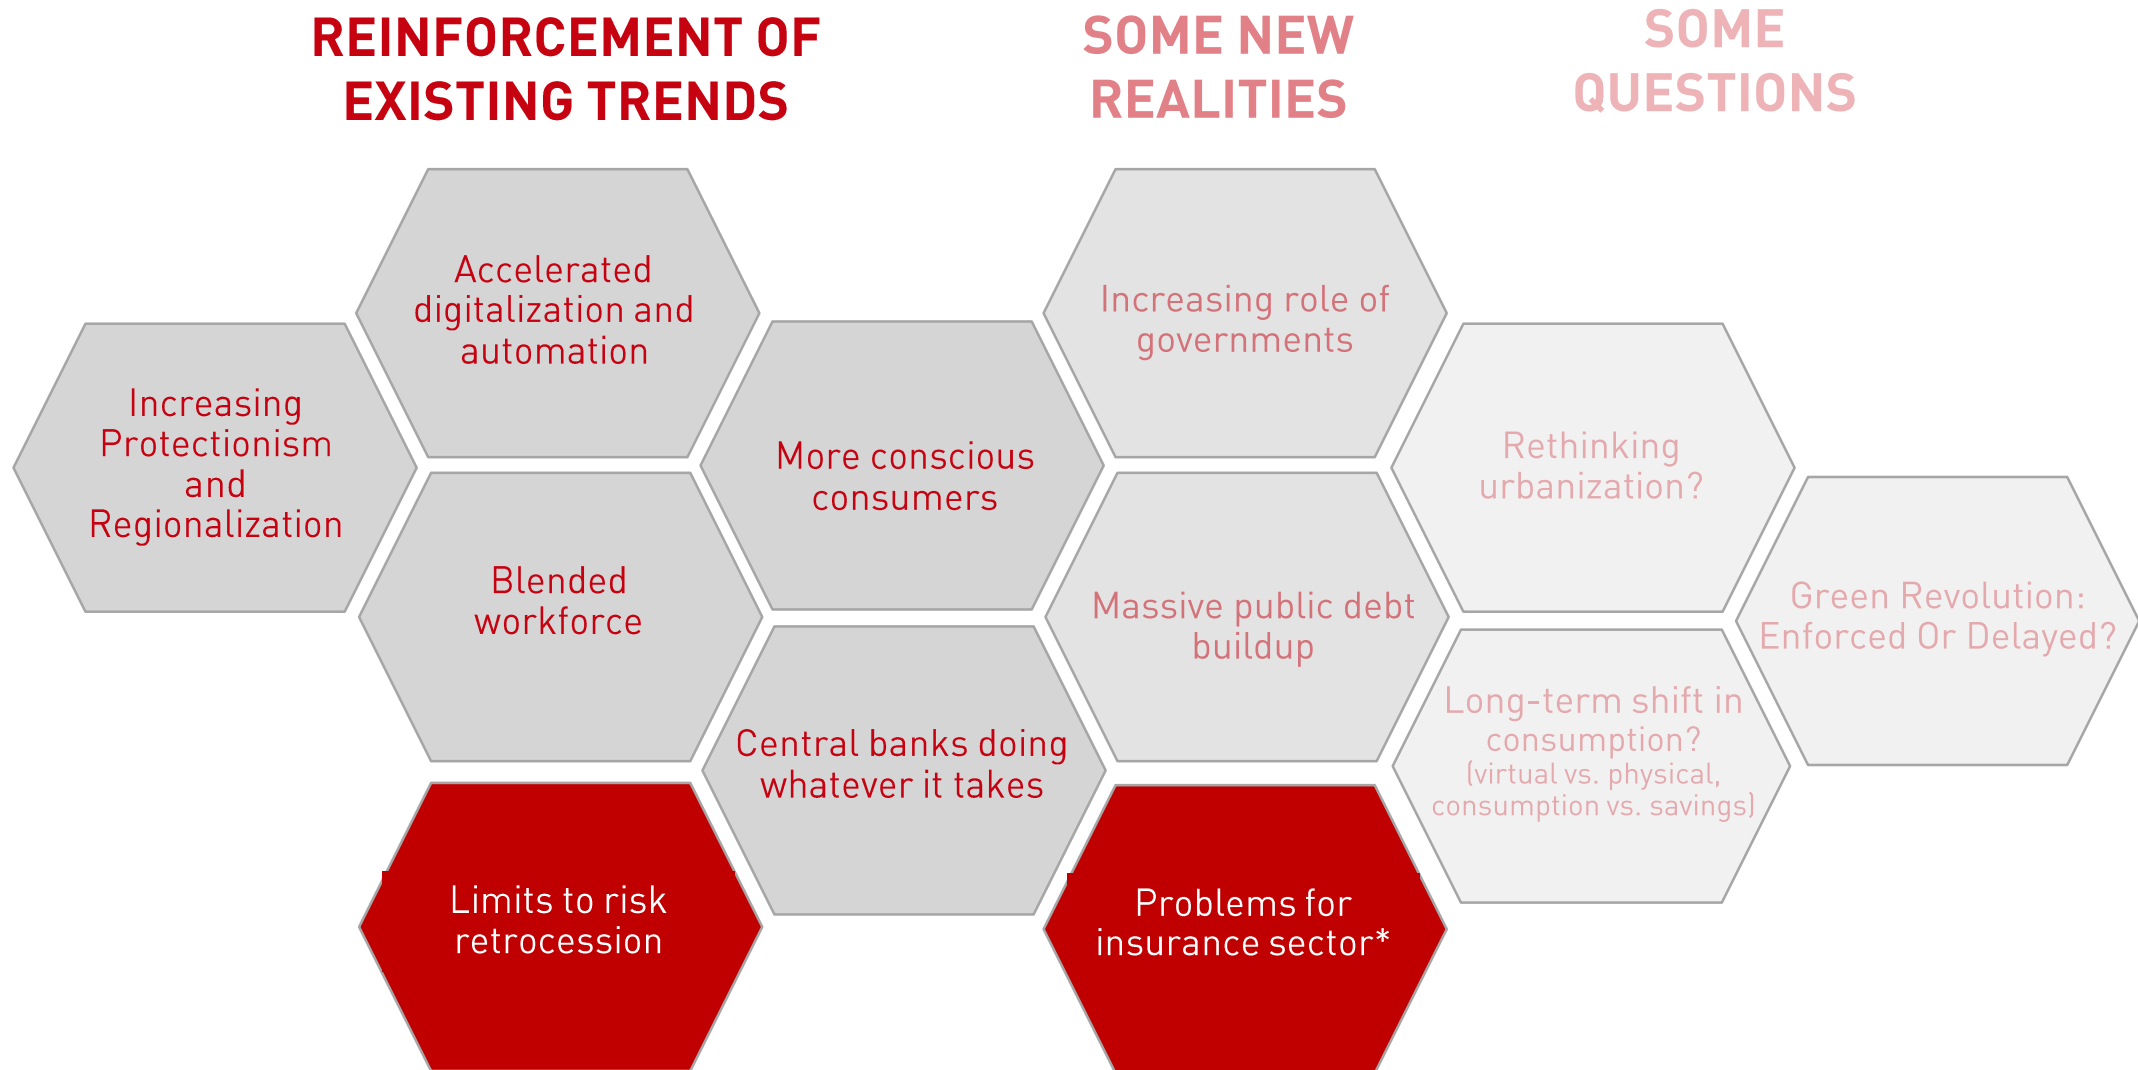 REINFORCEMENT OF
EXISTING TRENDS
SOME NEW
REALITIES
SOME
QUESTIONS
Increasing
Protectionism
and
Regionalization
Accelerated
digitalization and
automation
Blended
workforce
Limits to risk
retrocession
More conscious
consumers
Central banks doing
whatever it takes
Increasing role of
governments
Massive public debt
buildup
Problems for
insurance sector*
Rethinking
urbanization?
Long-term shift in
consumption?
(virtual vs. physical,
consumption vs. savings)
Green Revolution:
Enforced Or Delayed?